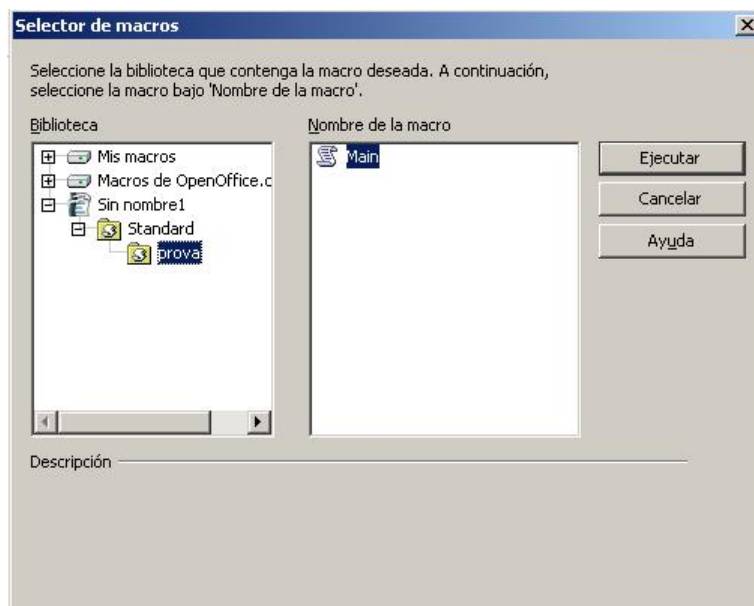 Selector de macros
Seleccione la biblioteca que contenga la macro deseada. A continuación,
seleccione la macro bajo 'Nombre de la macro'.
Biblioteca
Nombre de la macro
Mis macros
Macros de OpenOffice.c
Sin nombre1
Standard
prova
Main
Ejecutar
Cancelar
Ayuda
Descripción